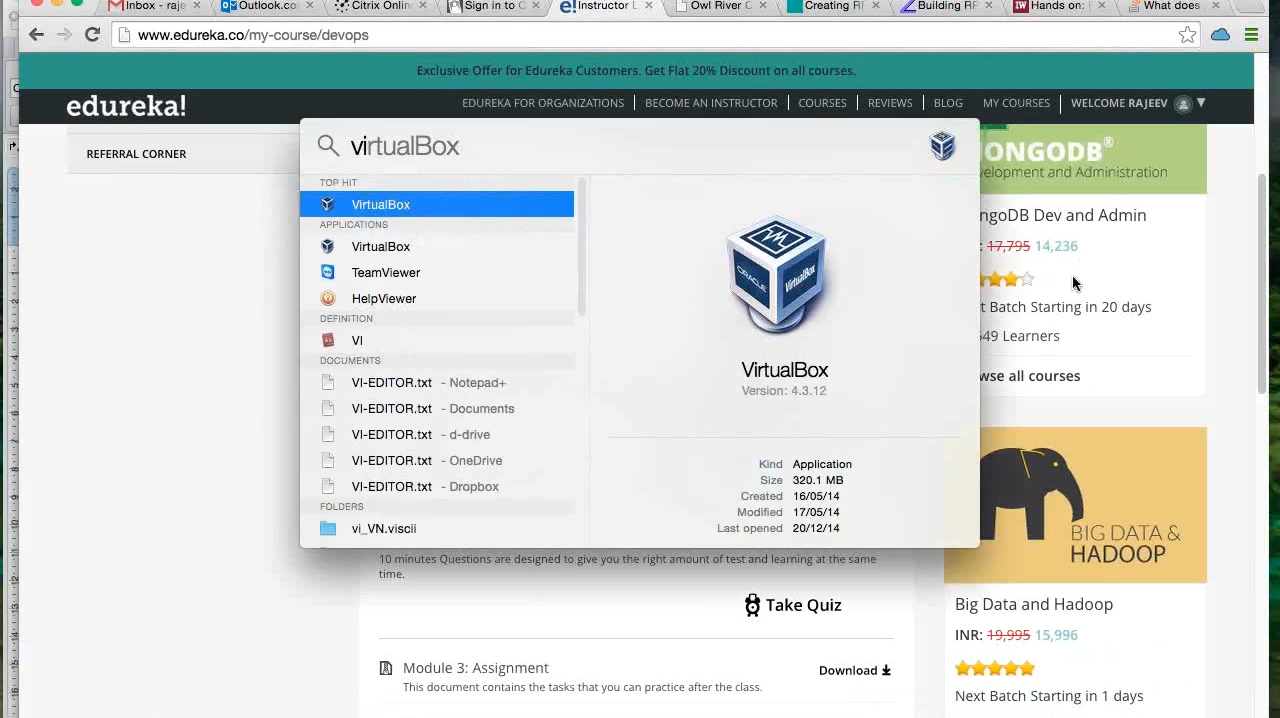 Inbox - raje
Outlook.co
Citrix Onlin
Sign in to C
Instructor L
Owl River C
Creating RP
Building RP
Hands on:
What does
www.edureka.co/my-course/devops
Exclusive Offer for Edureka Customers. Get Flat 20% Discount on all courses.
edureka!
EDUREKA FOR ORGANIZATIONS
BECOME AN INSTRUCTOR
COURSES
REVIEWS
BLOG
MY COURSES
WELCOME RAJEEV
REFERRAL CORNER
virtualBox
TOP HIT
VirtualBox
APPLICATIONS
VirtualBox
TeamViewer
HelpViewer
DEFINITION
VI
DOCUMENTS
VI-EDITOR.txt - Notepad+
VI-EDITOR.txt - Documents
VI-EDITOR.txt - d-drive
VI-EDITOR.txt - OneDrive
VI-EDITOR.txt - Dropbox
FOLDERS
vi_VN.viscii
ORACLE
VirtualBox
VirtualBox
Version: 4.3.12
Kind Application
Size 320.1 MB
Created 16/05/14
Modified 17/05/14
Last opened 20/12/14
ONGODB®
velopment and Administration
ngoDB Dev and Admin
: 17,795 14,236
t Batch Starting in 20 days
549 Learners
wse all courses
BIG DATA &
HADOOP
Big Data and Hadoop
INR: 19,995 15,996
Next Batch Starting in 1 days
10 minutes Questions are designed to give you the right amount of test and learning at the same
time.
Take Quiz
Module 3: Assignment
Download
This document contains the tasks that you can practice after the class.